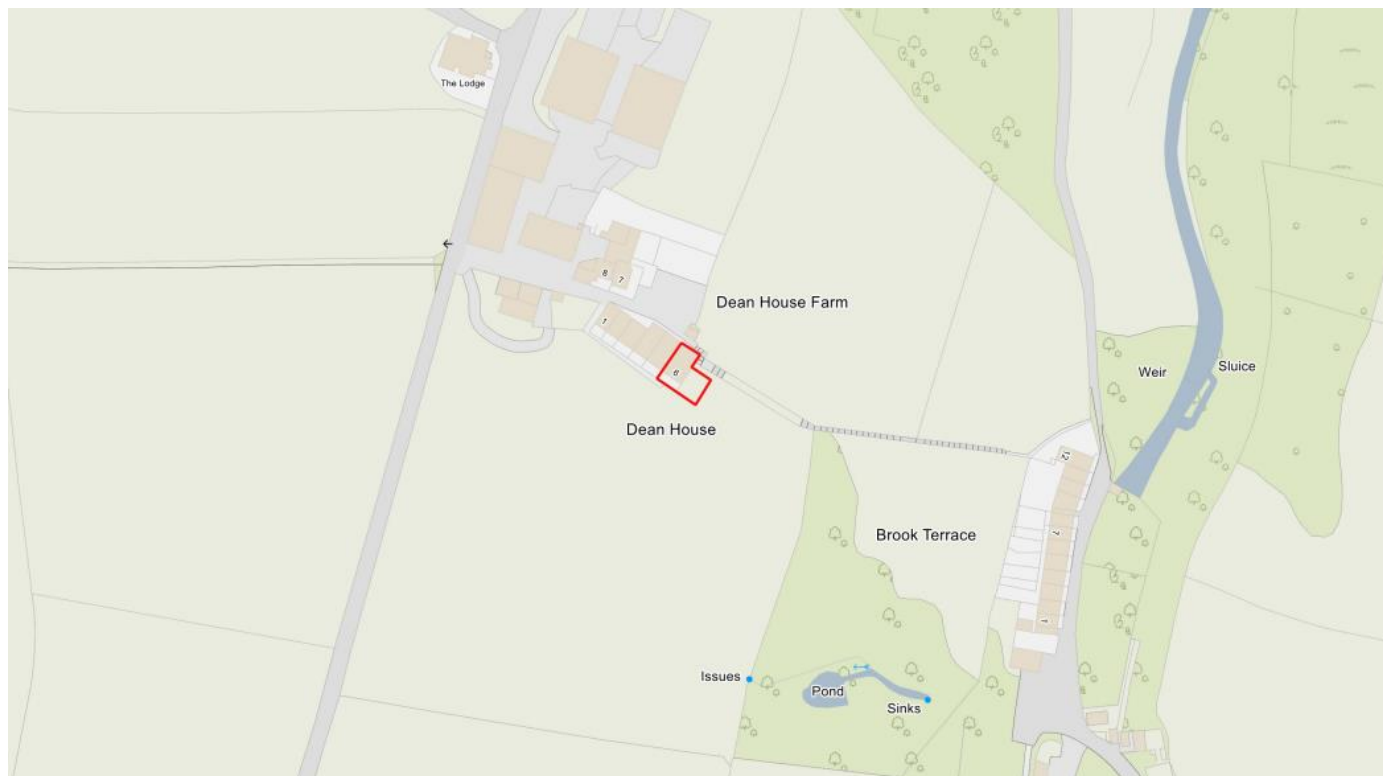 The Lodge
8
7
Dean House Farm
1
6
Dean House
Weir
Sluice
12
Brook Terrace
7
1
Issues
Pond
Sinks